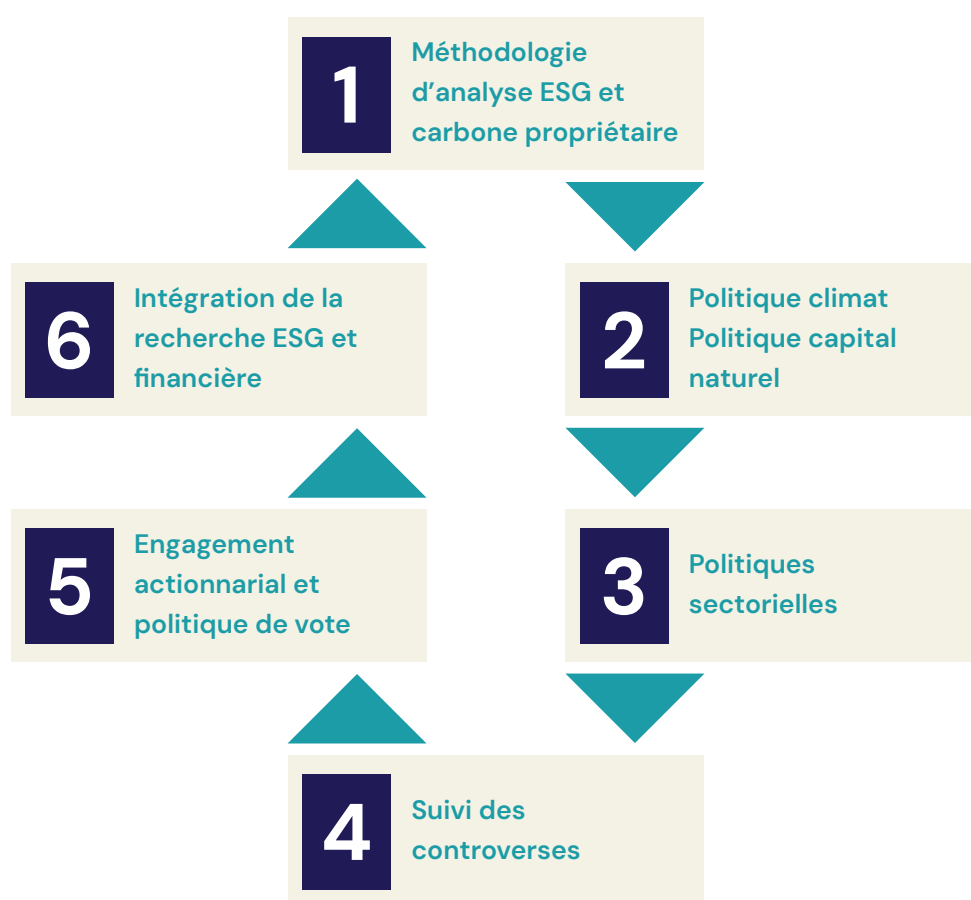 1
Méthodologie
d’analyse ESG et
carbone propriétaire
2
Politique climat
Politique capital
naturel
3
Politiques
sectorielles
4
Suivi des
controverses
5
Engagement
actionnarial et
politique de vote
6
Intégration de la
recherche ESG et
financière